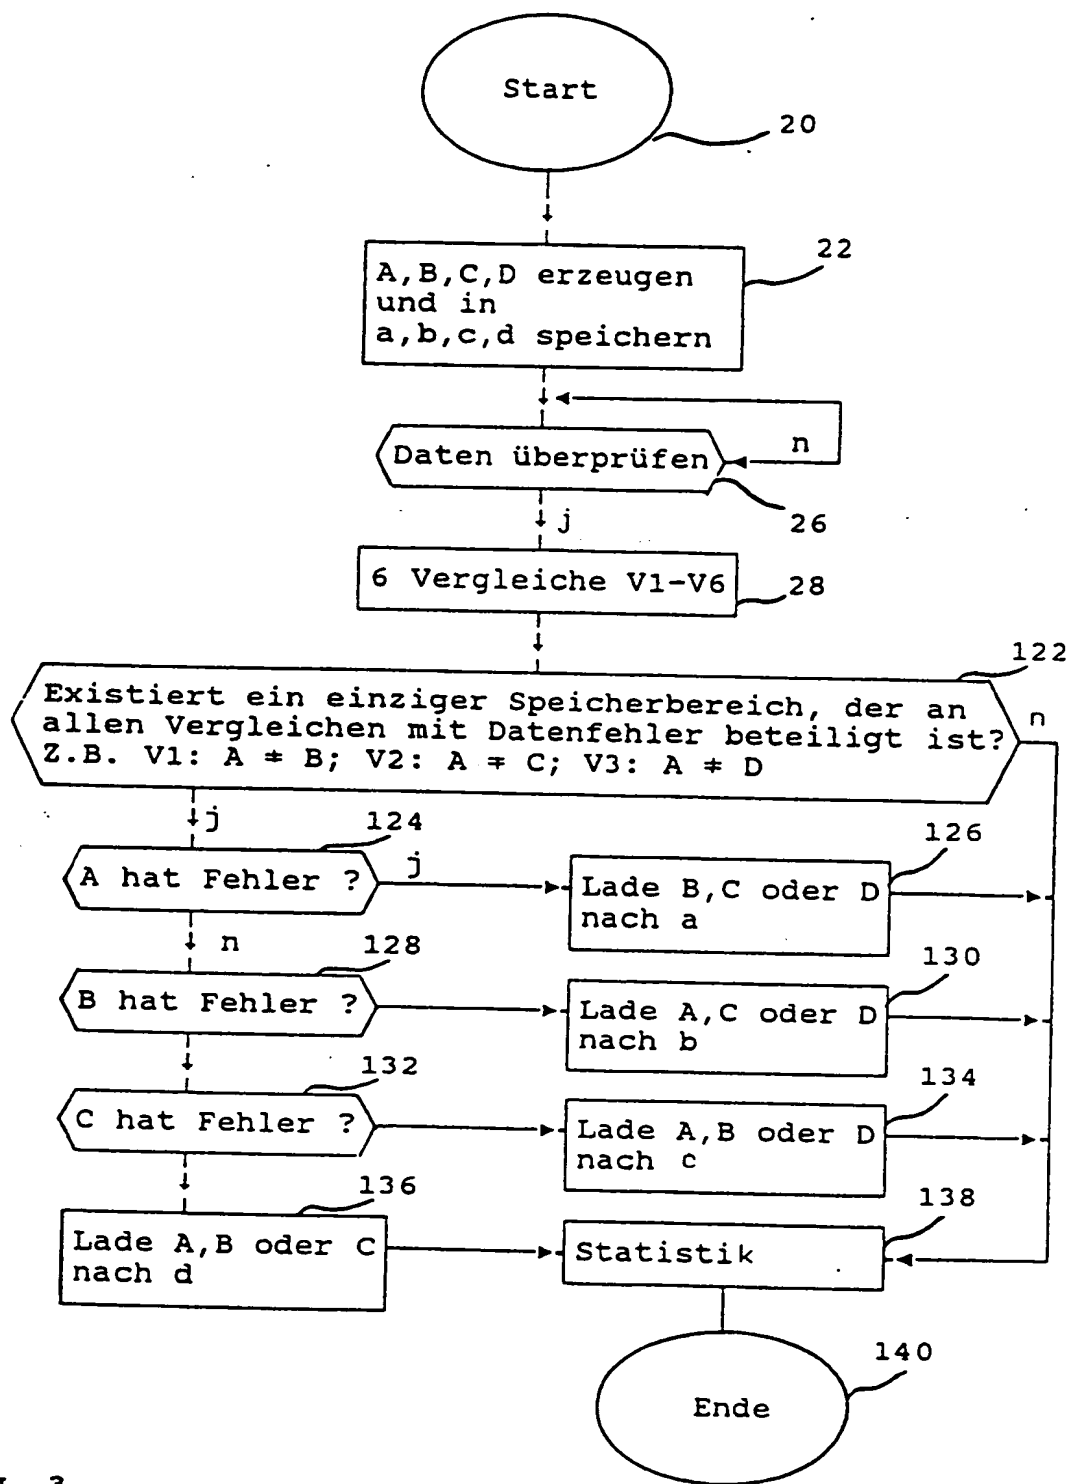 Start
20
22
A,B,C,D erzeugen
und in
a,b,c,d speichern
n
Daten überprüfen
26
j
6 Vergleiche V1-V6
28
122
Existiert ein einziger Speicherbereich, der an
allen Vergleichen mit Datenfehler beteiligt ist?
Z.B. V1: A ≠ B; V2: A ≠ C; V3: A ≠ D
n
j
124
A hat Fehler ?
j
126
Lade B,C oder D
nach a
n
128
B hat Fehler ?
130
Lade A,C oder D
nach b
132
C hat Fehler ?
134
Lade A,B oder D
nach c
136
Lade A,B oder C
nach d
138
Statistik
140
Ende
3